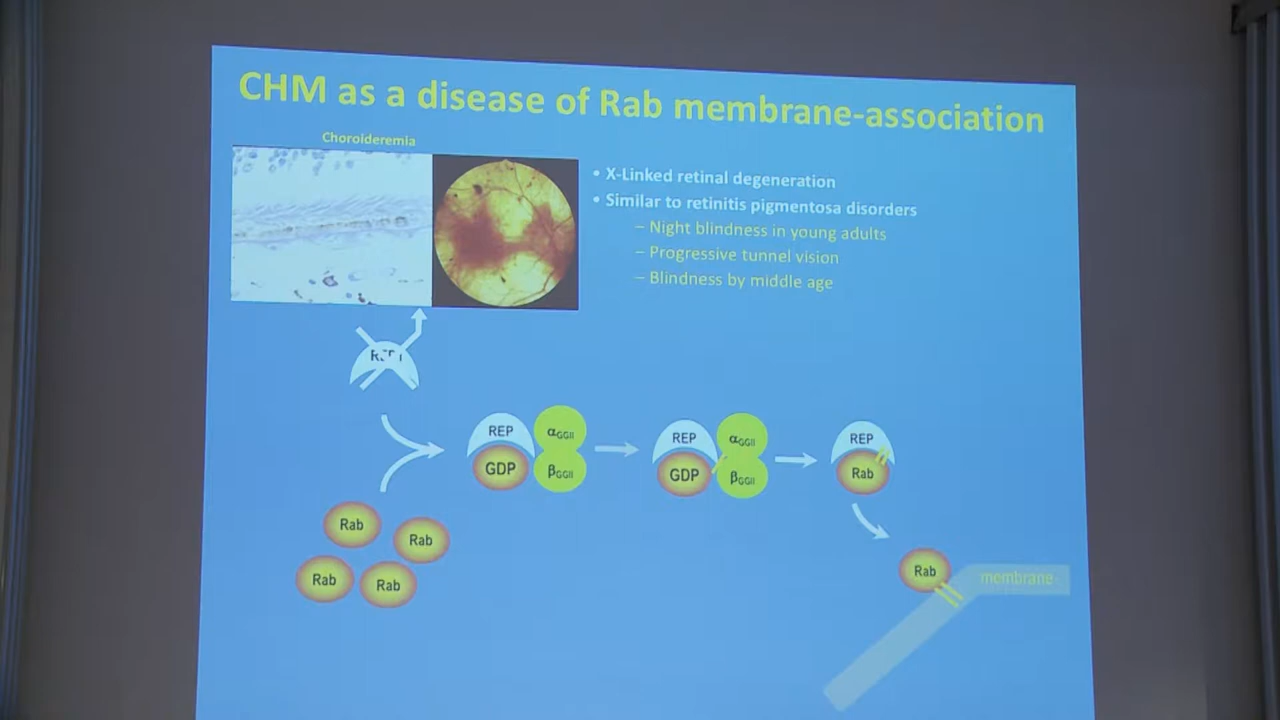 CHM as a disease of Rab membrane-association
Choroideremia
• X-Linked retinal degeneration
• Similar to retinitis pigmentosa disorders
– Night blindness in young adults
– Progressive tunnel vision
– Blindness by middle age
REP
αGGII
GDP
βGGII
REP
αGGII
GDP
βGGII
REP
Rab
Rab
Rab
Rab
Rab
Rab
membrane